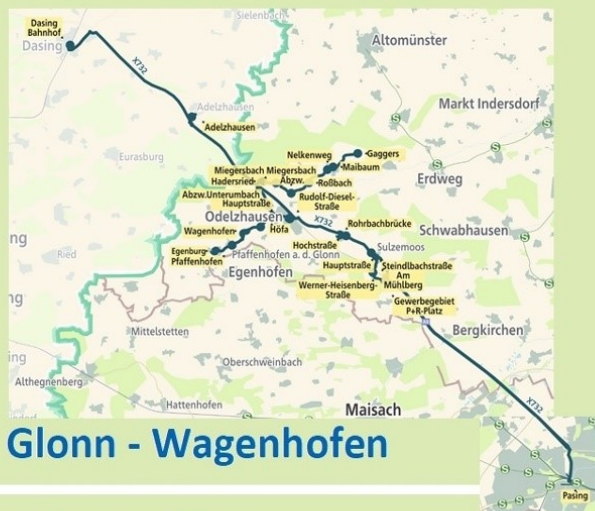 Dasing
Bahnhof
Dasing
Sielenbach
Altomünster
X732
Adelzhausen
Adelzhausen
Markt Indersdorf
S
Eurasburg
Nelkenweg
Gaggers
Maibaum
S
Erdweg
Miegersbach
Hadersried
Miegersbach
Abzw.
Roßbach
Abzw.Unterumbach
Hauptstraße
Rudolf-Diesel-
Straße
Odelzhausen
X732
Höfa
Rohrbachbrücke
Wagenhofen
Schwabhausen
S
Hochstraße
Sulzemoos
ng
Ried
Egenburg
Pfaffenhofen
Pfaffenhofen a. d. Glonn
Egenhofen
Hauptstraße
Steindlbachstraße
Am
Mühlberg
S
Werner-Heisenberg-
Straße
ng
Gewerbegebiet
P+R-Platz
Mittelstetten
Bergkirchen
ing
Oberschweinbach
Althegnenberg
Hattenhofen
Maisach
X732
Glonn - Wagenhofen
S
S
S
S
S
S
Pasing